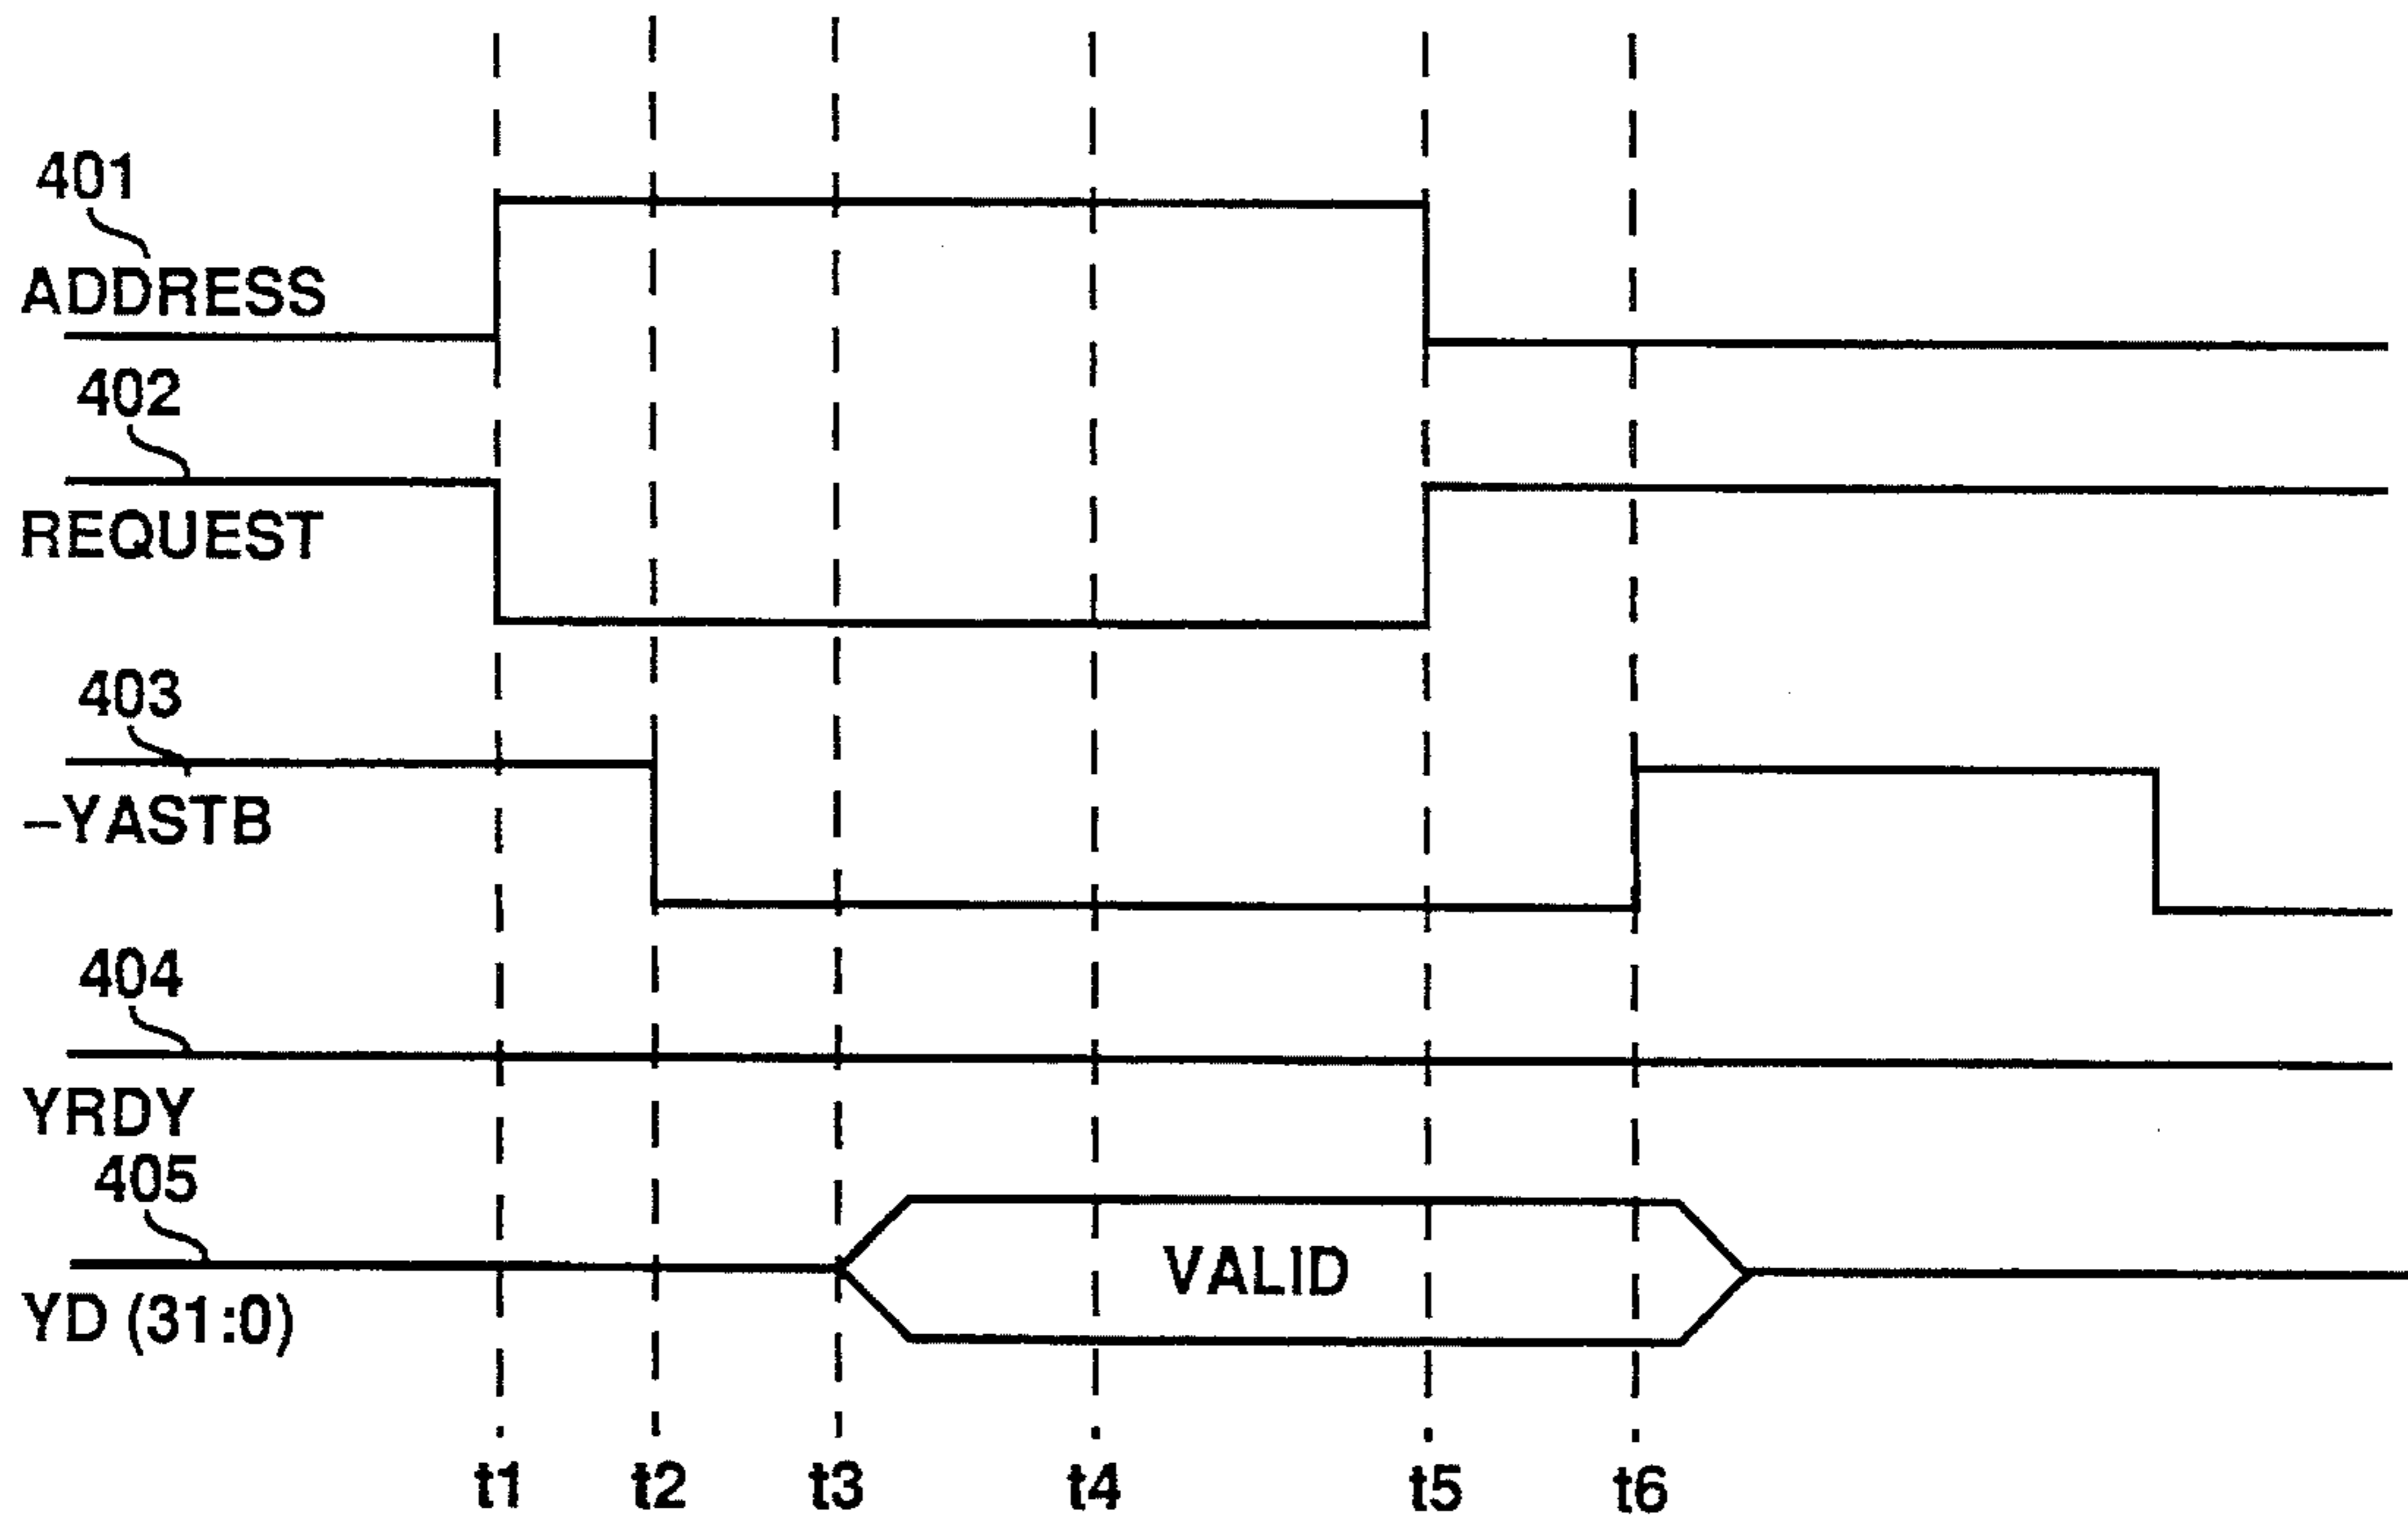 401
ADDRESS
402
REQUEST
403
–YASTB
404
YRDY
405
VALID
YD (31:0)
t1 t2 t3 t4 t5 t6